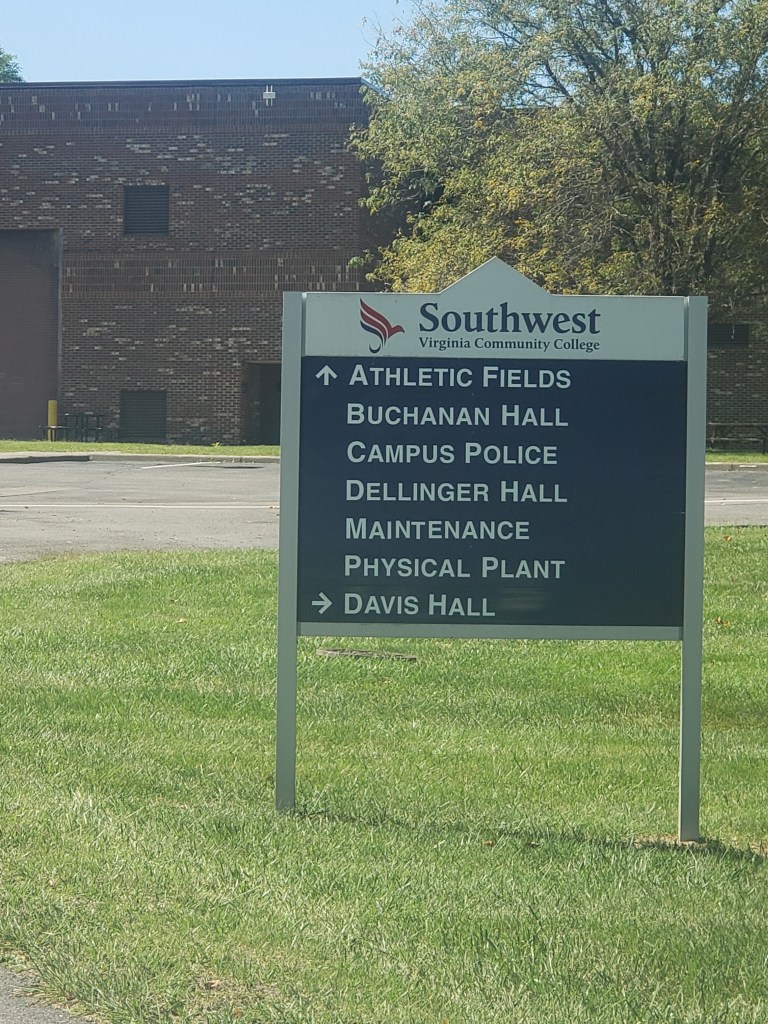 Southwest
Virginia Community College
↑ ATHLETIC FIELDS
BUCHANAN HALL
CAMPUS POLICE
DELLINGER HALL
MAINTENANCE
PHYSICAL PLANT
→ DAVIS HALL